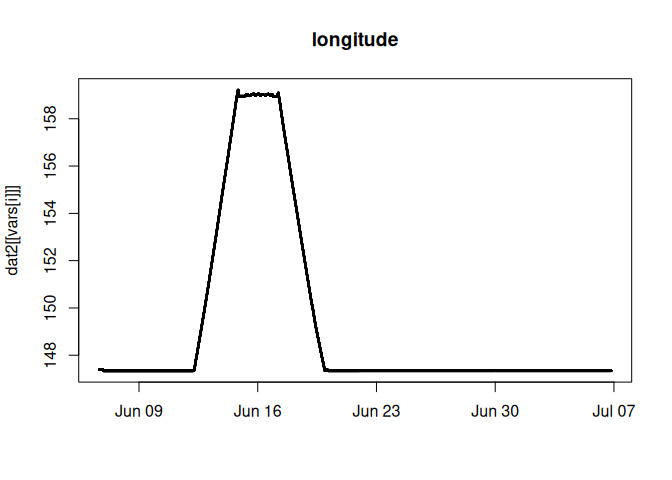 longitude
dat2[[vars[i]]]
158
156
154
152
150
148
Jun 09
Jun 16
Jun 23
Jun 30
Jul 07